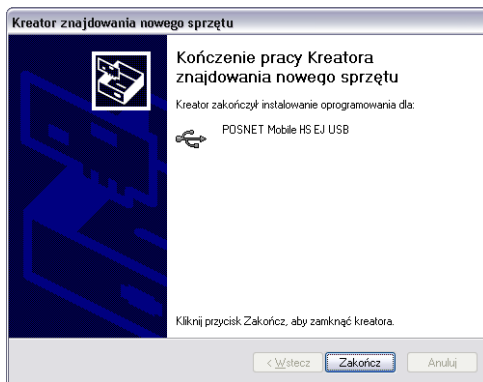 Kreator znajdowania nowego sprzętu
Kończenie pracy Kreatora
znajdowania nowego sprzętu
Kreator zakończył instalowanie oprogramowania dla:
POSNET Mobile HS EJ USB
Kliknij przycisk Zakończ, aby zamknąć kreatora.
< Wstecz
Zakończ
Anuluj